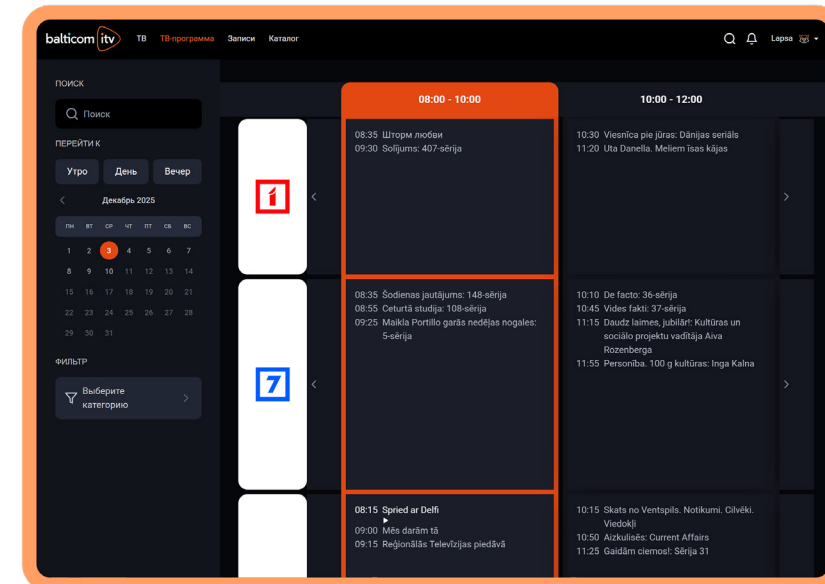 balticom itv
ТВ
ТВ-программа
Записи
Каталог
Lapsa
ПОИСК
Поиск
ПЕРЕЙТИ К
Утро
День
Вечер
Декабрь 2025
ПН ВТ СР ЧТ ПТ СБ ВС
1 2 3 4 5 6 7
8 9 10 11 12 13 14
15 16 17 18 19 20 21
22 23 24 25 26 27 28
29 30 31
ФИЛЬТР
Выберите
категорию
08:00 - 10:00
10:00 - 12:00
1
08:35 Шторм любви
09:30 Solījums: 407-sērija
10:30 Viesnīca pie jūras: Dānijas seriāls
11:20 Uta Danella. Meliem īsas kājas
7
08:35 Šodienas jautājums: 148-sērija
08:55 Ceturtā studija: 108-sērija
09:25 Maikla Portillo garās nedēļas nogales:
5-sērija
10:10 De facto: 36-sērija
10:45 Vides fakti: 37-sērija
11:15 Daudz laimes, jubilār!: Kultūras un
sociālo projektu vadītāja Aiva
Rozenberga
11:55 Personība. 100 g kultūras: Inga Kalna
08:15 Spried ar Delfi
09:00 Mēs darām tā
09:15 Reģionālās Televīzijas piedāvā
10:15 Skats no Ventspils. Notikumi. Cilvēki.
Viedokļi
10:50 Aizkulisēs: Current Affairs
11:25 Gaidām ciemos!: Sērija 31